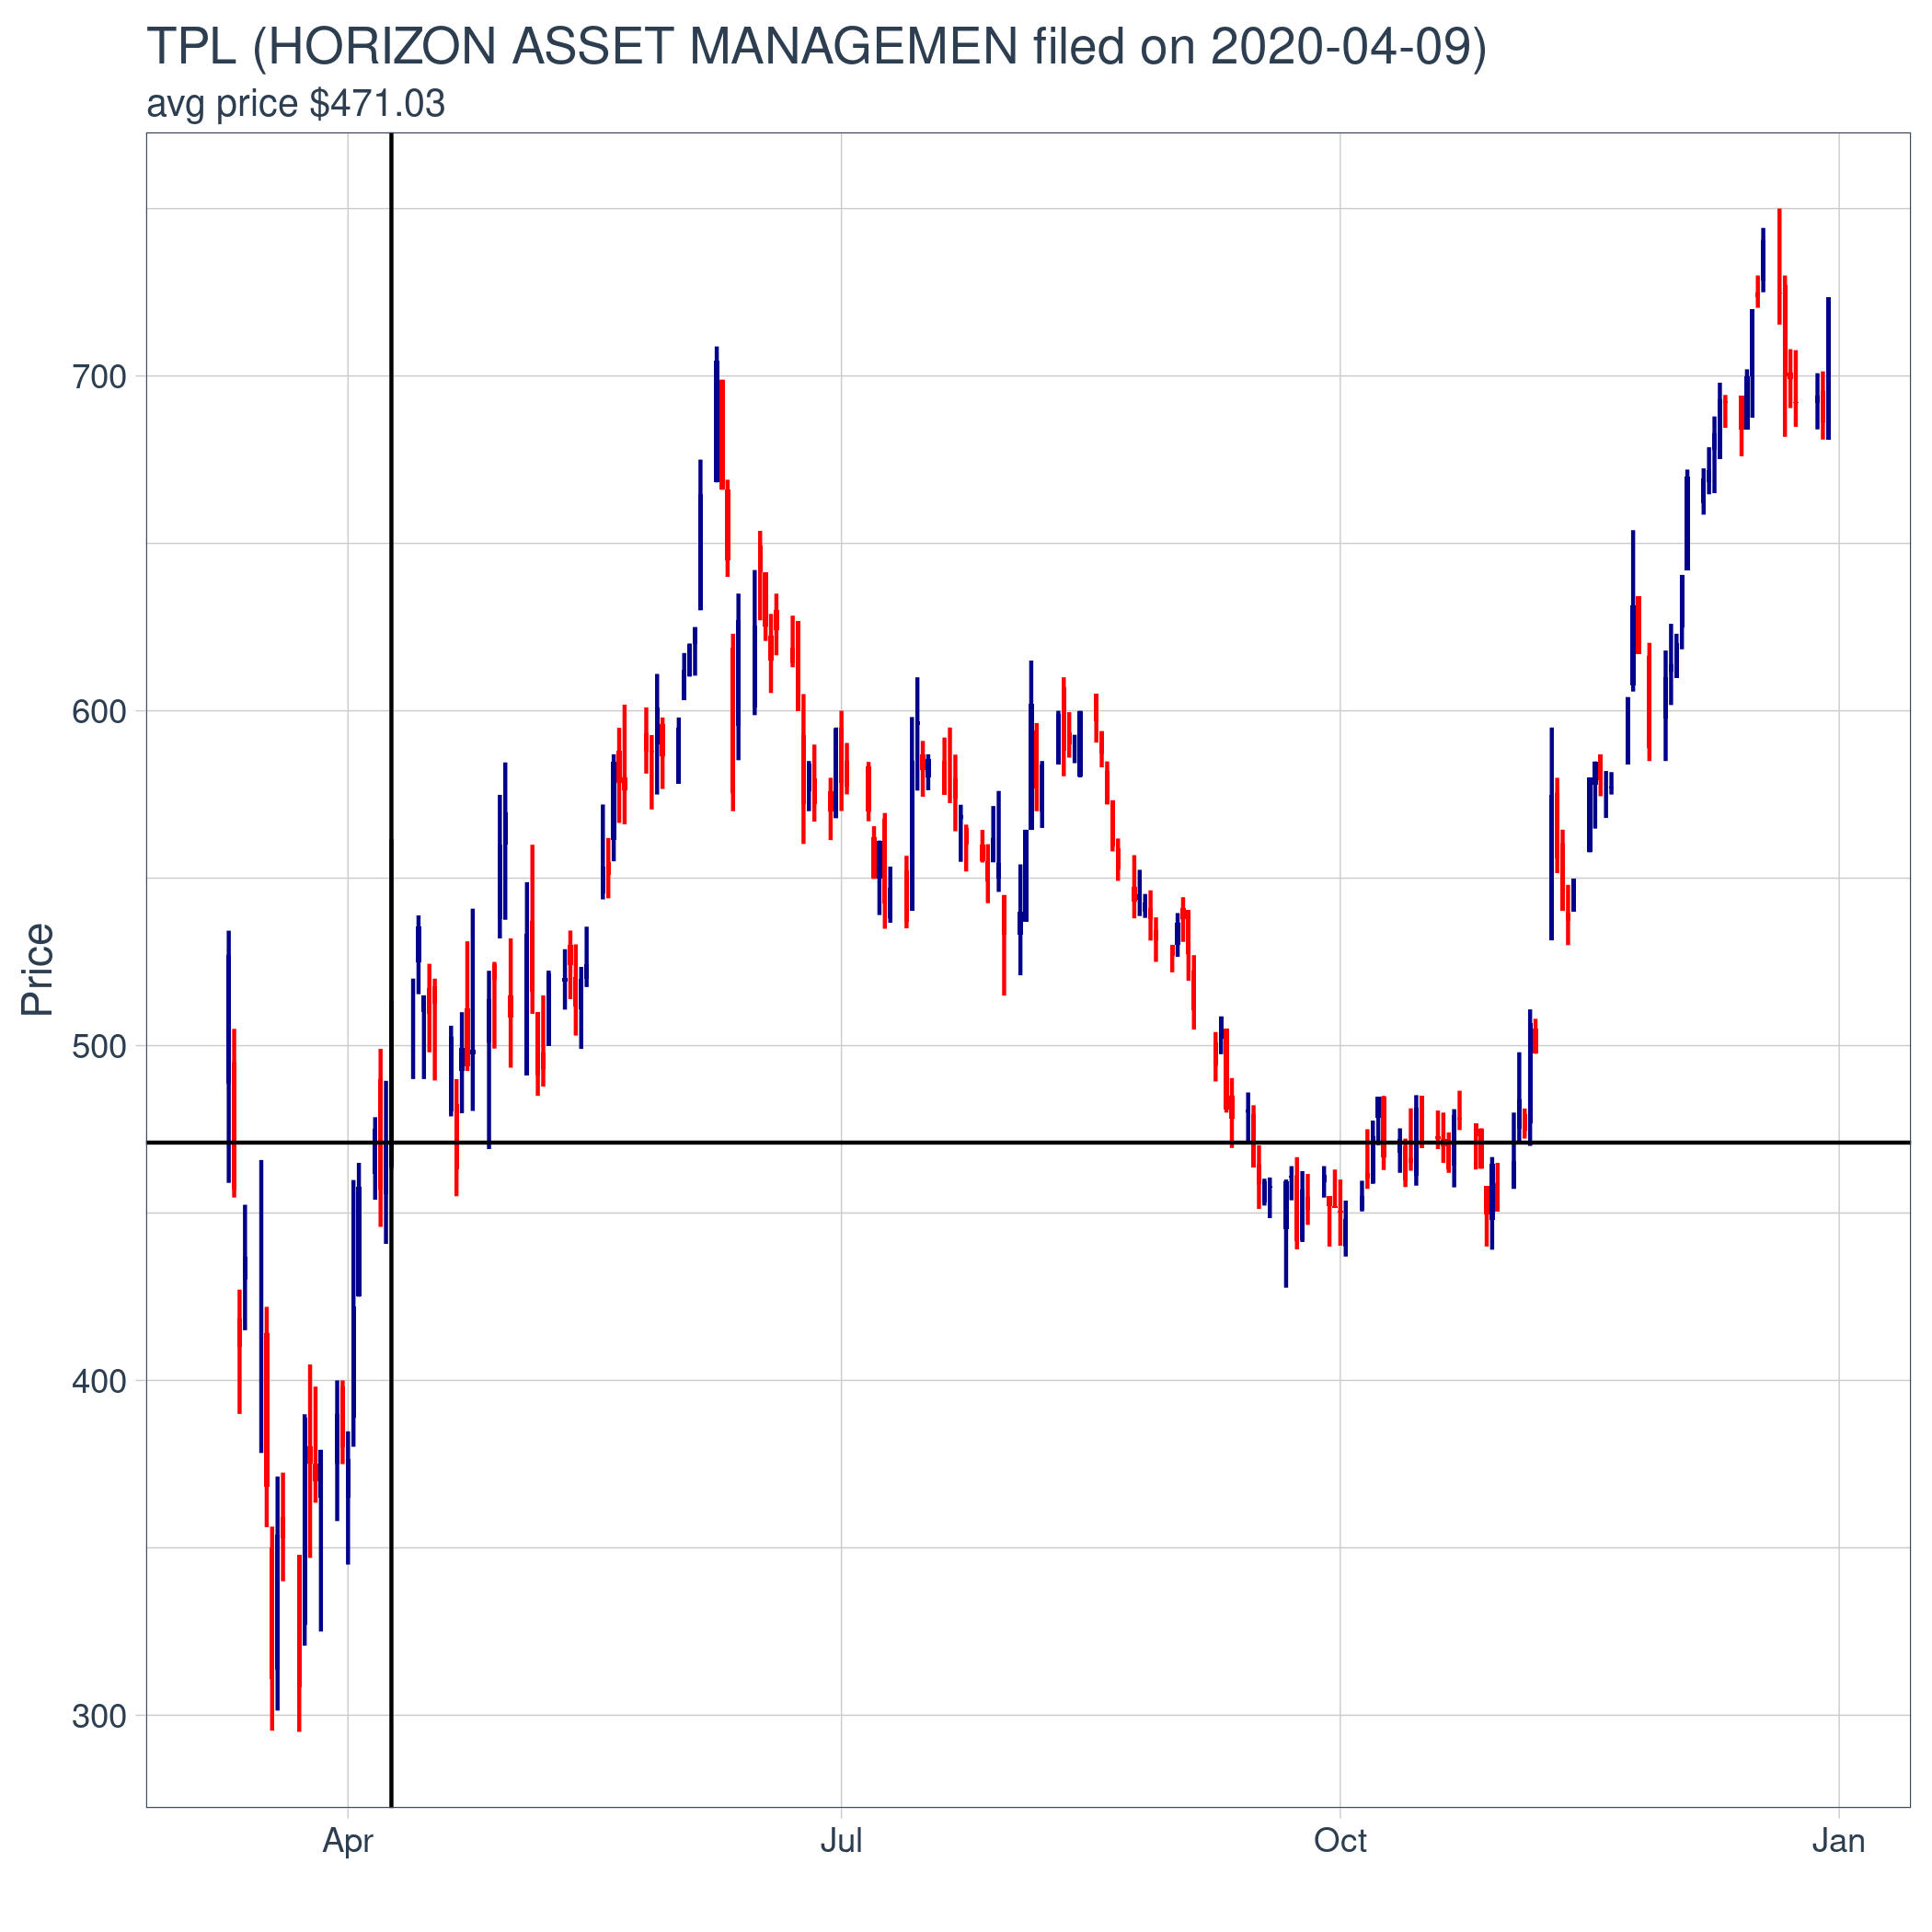 TPL (HORIZON ASSET MANAGEMEN filed on 2020-04-09)
avg price $471.03
700
600
Price
500
400
300
Apr Jul Oct Jan